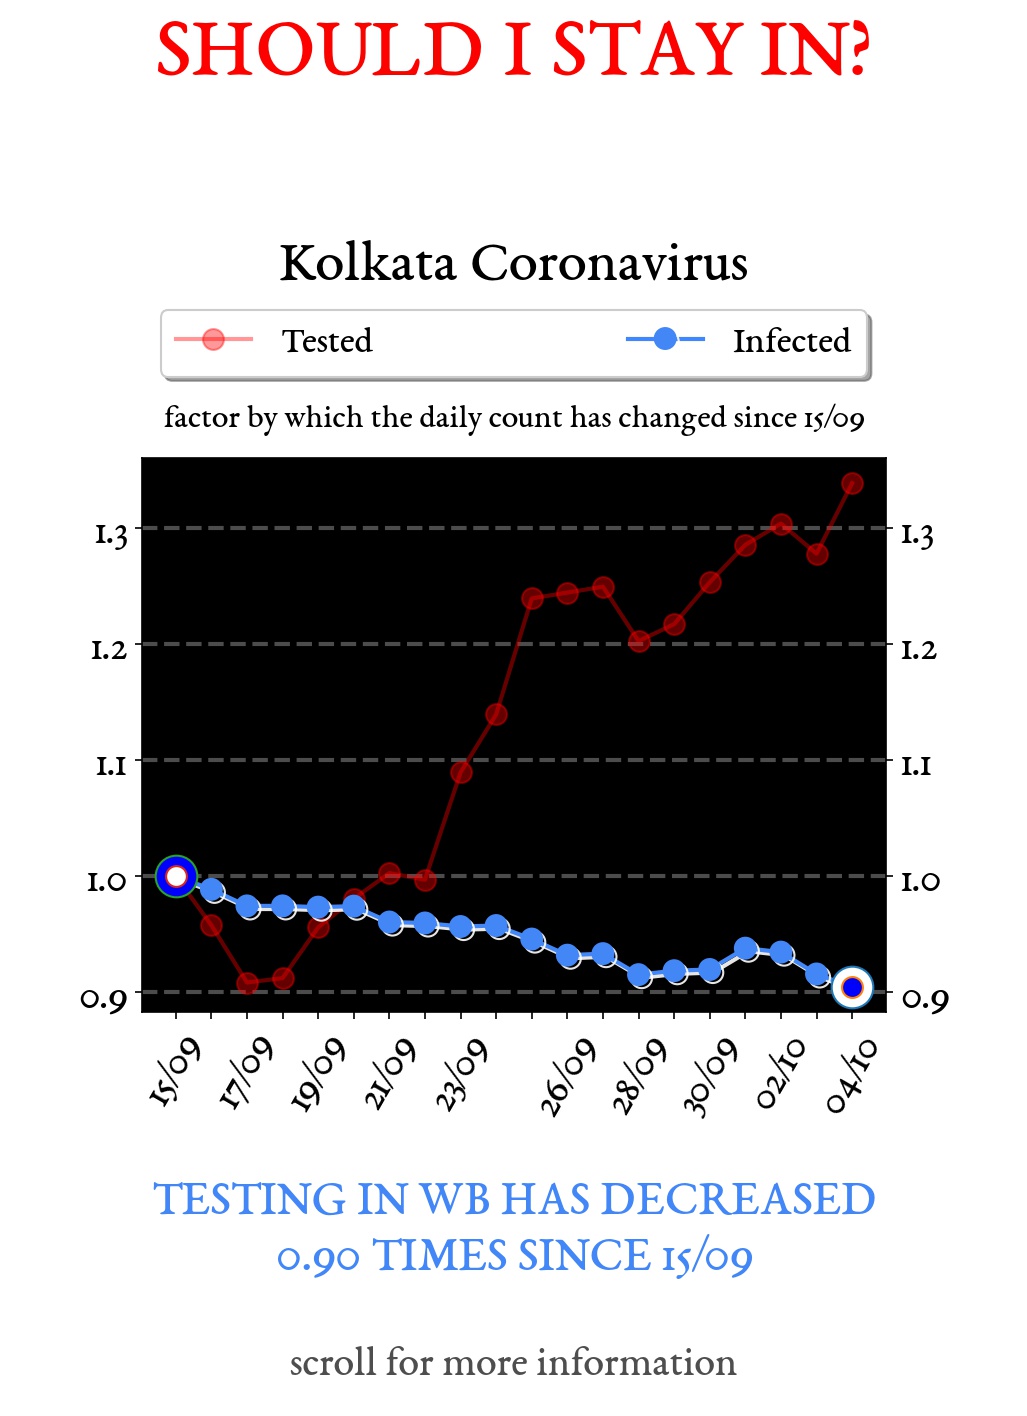 SHOULD I STAY IN?
Kolkata Coronavirus
Tested Infected
factor by which the daily count has changed since 15/09
1.3 1.3
1.2 1.2
1.1 1.1
1.0 1.0
0.9 0.9
15/09 17/09 19/09 21/09 23/09 26/09 28/09 30/09 02/10 04/10
TESTING IN WB HAS DECREASED
0.90 TIMES SINCE 15/09
scroll for more information